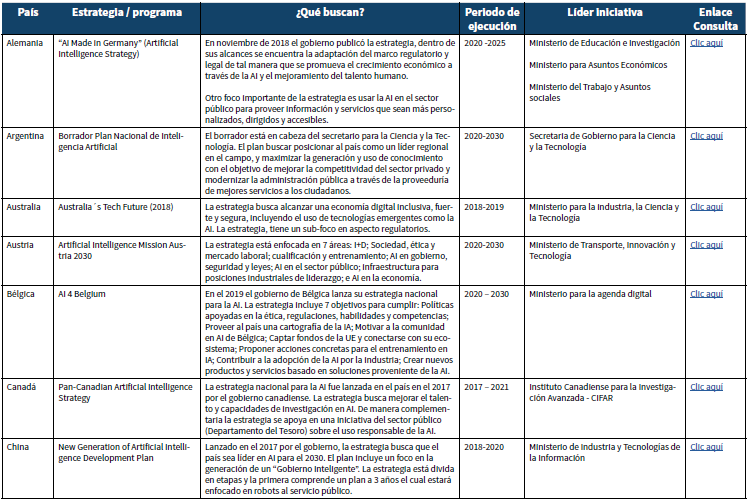 País
Estrategia / programa
¿Qué buscan?
Periodo de
ejecución
Líder iniciativa
Enlace
Consulta
Alemania
“AI Made in Germany” (Artificial
Intelligence Strategy)
En noviembre de 2018 el gobierno publicó la estrategia, dentro de
sus alcances se encuentra la adaptación del marco regulatorio y
legal de tal manera que se promueva el crecimiento económico a
través de la AI y el mejoramiento del talento humano.
Otro foco importante de la estrategia es usar la AI en el sector
público para proveer información y servicios que sean más perso-
nalizados, dirigidos y accesibles.
2020 -2025
Ministerio de Educación e Investigación
Ministerio para Asuntos Económicos
Ministerio del Trabajo y Asuntos
sociales
Clic aquí
Argentina
Borrador Plan Nacional de Inteli-
gencia Artificial
El borrador está en cabeza del secretario para la Ciencia y la Tec-
nología. El plan buscar posicionar al país como un líder regional
en el campo, y maximizar la generación y uso de conocimiento
con el objetivo de mejorar la competitividad del sector privado y
modernizar la administración pública a través de la proveeduría
de mejores servicios a los ciudadanos.
2020-2030
Secretaria de Gobierno para la Ciencia
y la Tecnología
Clic aquí
Australia
Australia´s Tech Future (2018)
La estrategia busca alcanzar una economía digital inclusiva, fuer-
te y segura, incluyendo el uso de tecnologías emergentes como la
AI. La estrategia, tiene un sub-foco en aspecto regulatorios.
2018-2019
Ministerio para la Industria, la Ciencia y
la Tecnología
Clic aquí
Austria
Artificial Intelligence Mission Aus-
tria 2030
La estrategia está enfocada en 7 áreas: I+D; Sociedad, ética y
mercado laboral; cualificación y entrenamiento; AI en gobierno,
seguridad y leyes; AI en el sector público; Infraestructura para
posiciones industriales de liderazgo; e AI en la economía.
2020-2030
Ministerio de Transporte, Innovación y
Tecnología
Clic aquí
Bélgica
AI 4 Belgium
En el 2019 el gobierno de Bélgica lanza su estrategia nacional
para la AI. La estrategia incluye 7 objetivos para cumplir: Políticas
apoyadas en la ética, regulaciones, habilidades y competencias;
Proveer al país una cartografía de la IA; Motivar a la comunidad
en AI de Bélgica; Captar fondos de la UE y conectarse con su eco-
sistema; Proponer acciones concretas para el entrenamiento en
IA; Contribuir a la adopción de la AI por la Industria; Crear nuevos
productos y servicios basado en soluciones proveniente de la AI.
2020 – 2030
Ministerio para la agenda digital
Clic aquí
Canadá
Pan-Canadian Artificial Intelligence
Strategy
La estrategia nacional para la AI fue lanzada en el país en el 2017
por el gobierno canadiense. La estrategia busca mejorar el talen-
to y capacidades de investigación en AI. De manera complemen-
taria la estrategia se apoya en una iniciativa del sector público
(Departamento del Tesoro) sobre el uso responsable de la AI.
2017 – 2021
Instituto Canadiense para la Investiga-
ción Avanzada - CIFAR
Clic aquí
China
New Generation of Artificial Intelli-
gence Development Plan
Lanzado en el 2017 por el gobierno, la estrategia busca que el
país sea líder en AI para el 2030. El plan incluye un foco en la
generación de un “Gobierno Inteligente”. La estrategia está divida
en etapas y la primera comprende un plan a 3 años el cual estará
enfocado en robots al servicio público.
2018-2020
Ministerio de Industria y Tecnologías de
la Información
Clic aquí